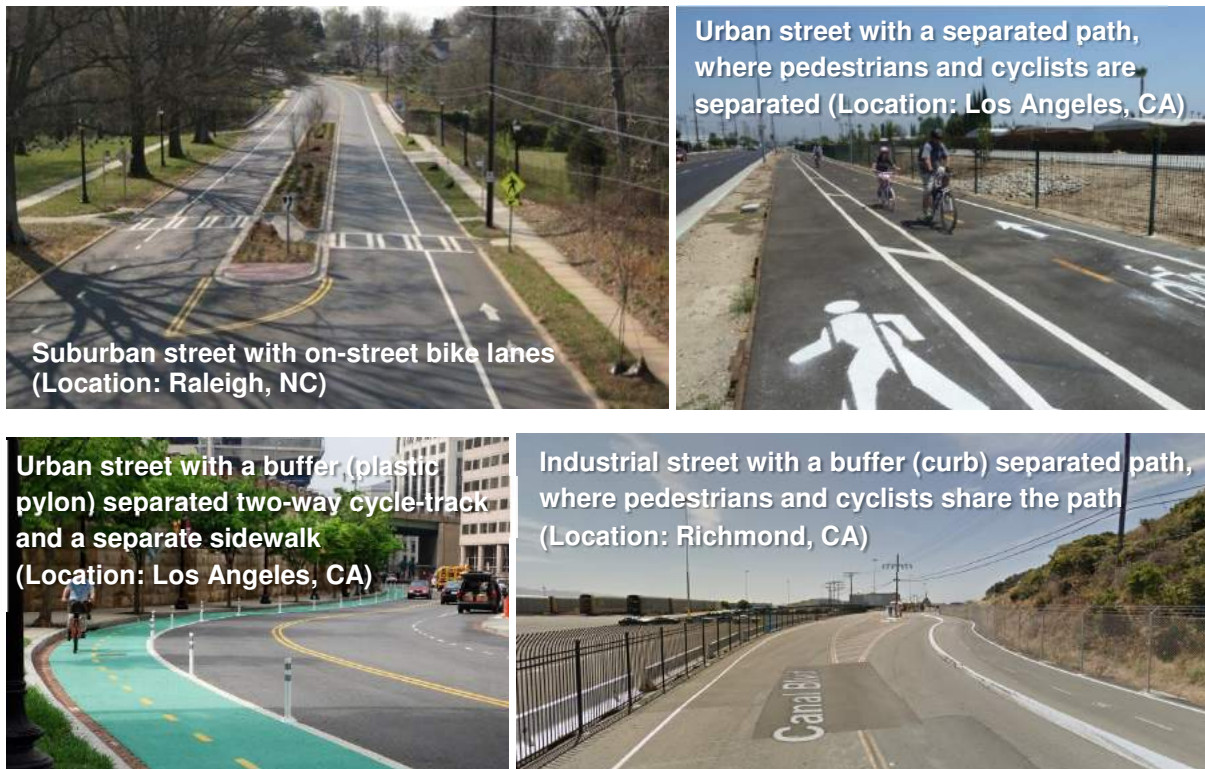 Suburban street with on-street bike lanes
(Location: Raleigh, NC)
Urban street with a separated path,
where pedestrians and cyclists are
separated (Location: Los Angeles, CA)
Urban street with a buffer (plastic
pylon) separated two-way cycle-track
and a separate sidewalk
(Location: Los Angeles, CA)
Industrial street with a buffer (curb) separated path,
where pedestrians and cyclists share the path
(Location: Richmond, CA)
Canal Blvd